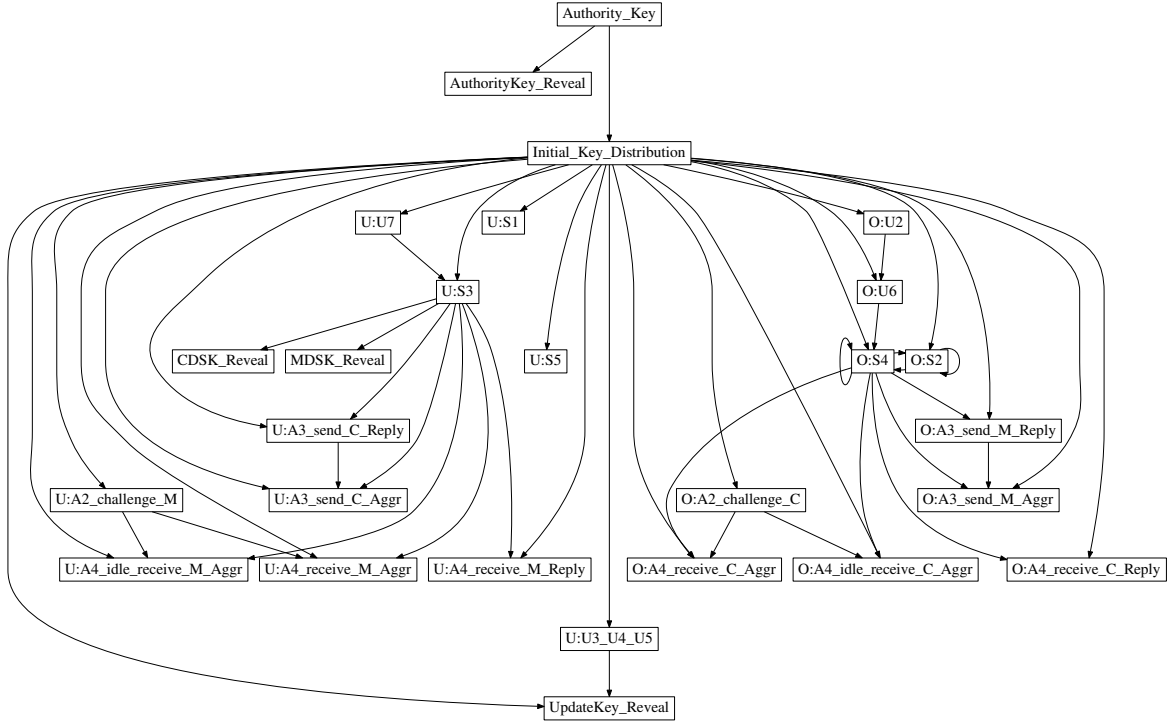 Authority_Key
AuthorityKey_Reveal
Initial_Key_Distribution
U:U7
U:S1
O:U2
U:S3
O:U6
CDSK_Reveal
MDSK_Reveal
U:S5
O:S4
O:S2
U:A3_send_C_Reply
O:A3_send_M_Reply
U:A2_challenge_M
U:A3_send_C_Aggr
O:A2_challenge_C
O:A3_send_M_Aggr
U:A4_idle_receive_M_Aggr
U:A4_receive_M_Aggr
U:A4_receive_M_Reply
O:A4_receive_C_Aggr
O:A4_idle_receive_C_Aggr
O:A4_receive_C_Reply
U:U3_U4_U5
UpdateKey_Reveal